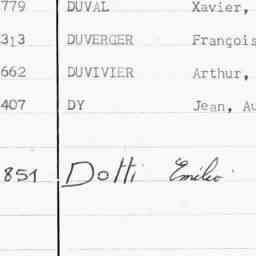 779 DUVAL Xavier,
313 DUVERGER François
662 DUVIVIER Arthur,
407 DY Jean, Au
851 Dotti Emilio